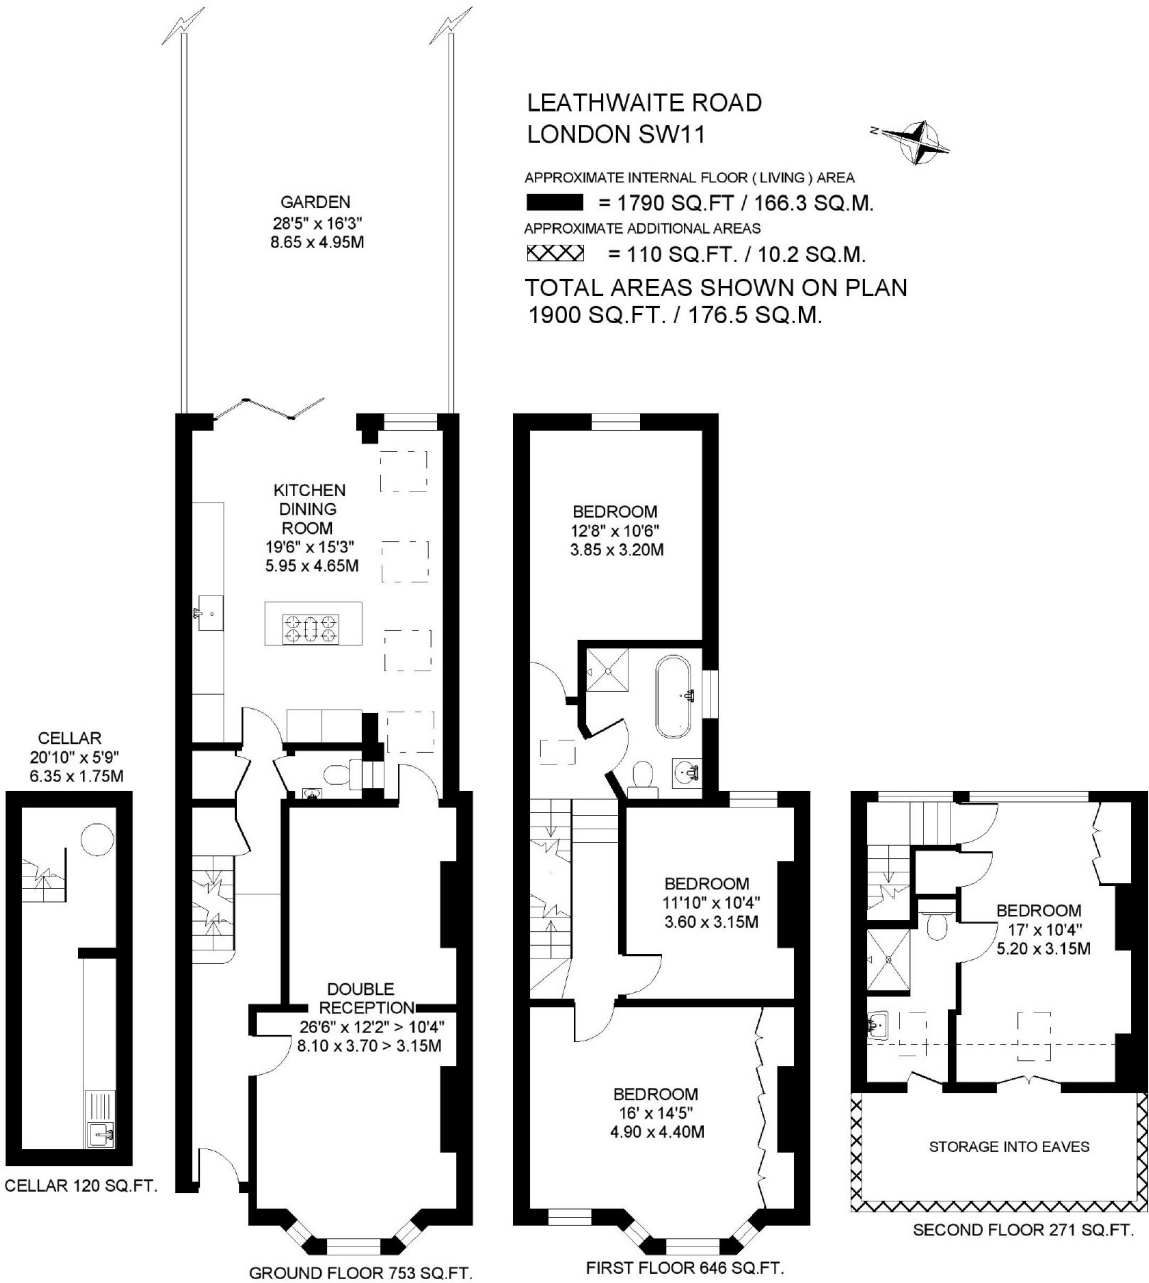 LEATHWAITE ROAD
LONDON SW11
N
APPROXIMATE INTERNAL FLOOR ( LIVING ) AREA
= 1790 SQ.FT / 166.3 SQ.M.
APPROXIMATE ADDITIONAL AREAS
= 110 SQ.FT. / 10.2 SQ.M.
TOTAL AREAS SHOWN ON PLAN
1900 SQ.FT. / 176.5 SQ.M.
GARDEN
28'5" x 16'3"
8.65 x 4.95M
KITCHEN
DINING
ROOM
19'6" x 15'3"
5.95 x 4.65M
BEDROOM
12'8" x 10'6"
3.85 x 3.20M
CELLAR
20'10" x 5'9"
6.35 x 1.75M
BEDROOM
11'10" x 10'4"
3.60 x 3.15M
BEDROOM
17' x 10'4"
5.20 x 3.15M
DOUBLE
RECEPTION
26'6" x 12'2" > 10'4"
8.10 x 3.70 > 3.15M
BEDROOM
16' x 14'5"
4.90 x 4.40M
STORAGE INTO EAVES
CELLAR 120 SQ.FT.
GROUND FLOOR 753 SQ.FT.
FIRST FLOOR 646 SQ.FT.
SECOND FLOOR 271 SQ.FT.